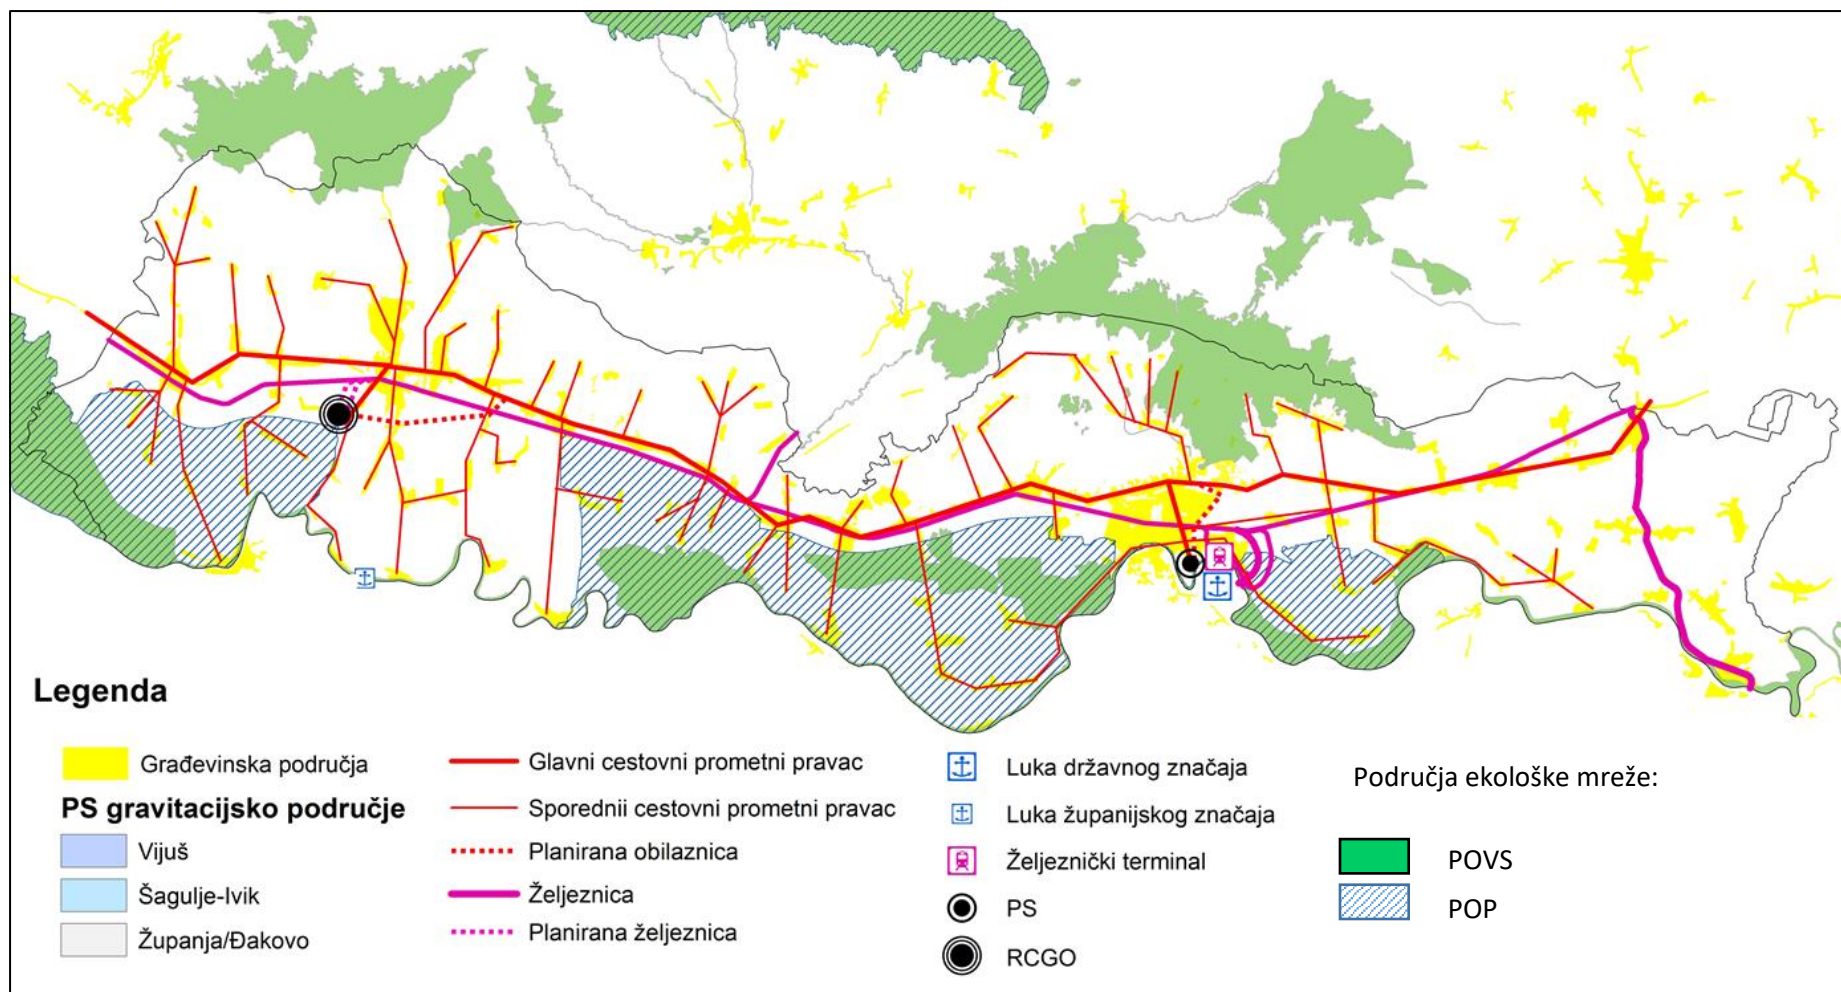 Legenda
Građevinska područja
PS gravitacijsko područje
Vijuš
Šagulje-Ivik
Županja/Đakovo
Glavni cestovni prometni pravac
Sporednii cestovni prometni pravac
Planirana obilaznica
Željeznica
Planirana željeznica
Luka državnog značaja
Luka županijskog značaja
Željeznički terminal
PS
RCGO
Područja ekološke mreže:
POVS
POP